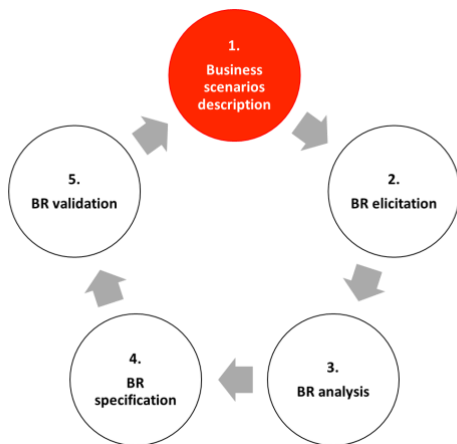 1.
Business
scenarios
description
2.
BR elicitation
3.
BR analysis
4.
BR
specification
5.
BR validation